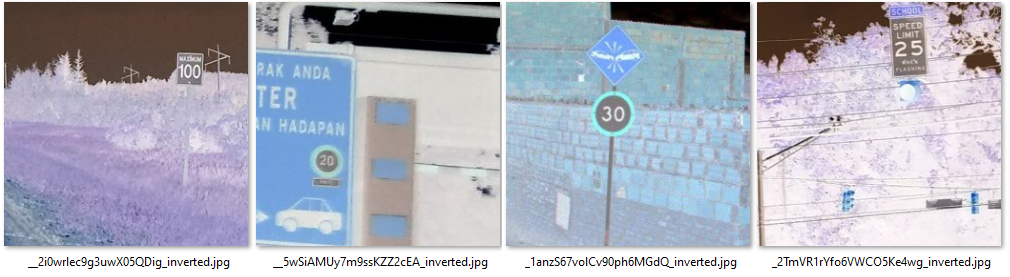 MAXIMUM
100
RAK ANDA
TER
AN HADAPAN
20
30
SCHOOL
SPEED
LIMIT
25
WHEN
FLASHING
__2i0wrlec9g3uwX05QDig_inverted.jpg
__5wSiAMUy7m9ssKZZ2cEA_inverted.jpg
_1anzS67voICv90ph6MGdQ_inverted.jpg
_2TmVR1rYfo6VWCO5Ke4wg_inverted.jpg